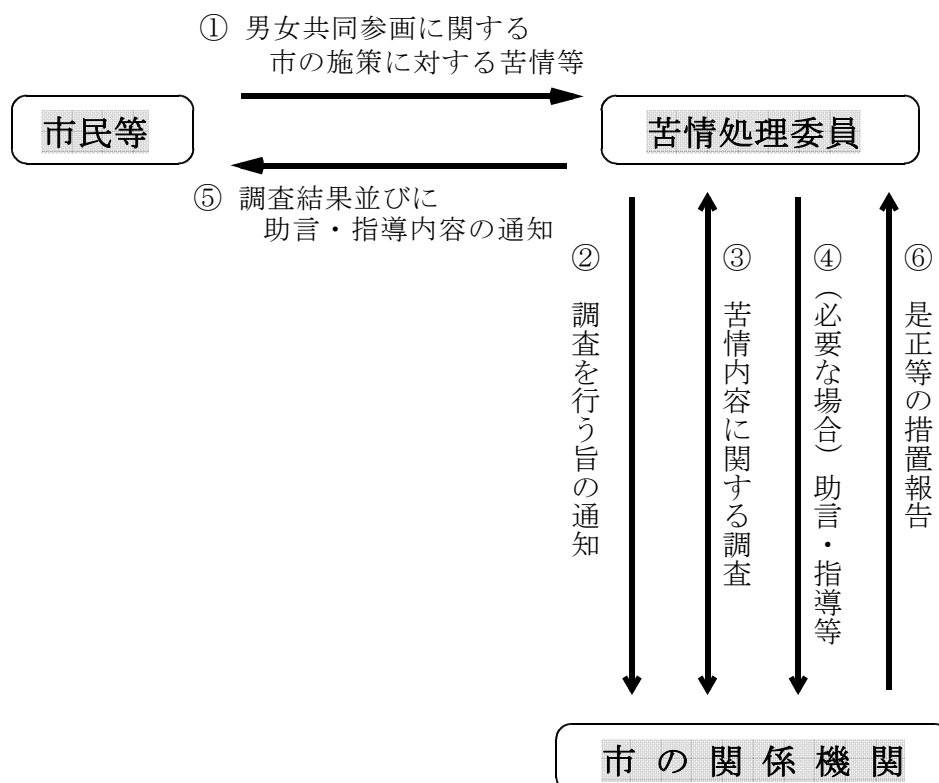 ① 男女共同参画に関する
市の施策に対する苦情等
市民等
苦情処理委員
⑤ 調査結果並びに
助言・指導内容の通知
② 調査を行う旨の通知
③ 苦情内容に関する調査
④ （必要な場合）助言・指導等
⑥ 是正等の措置報告
市の関係機関